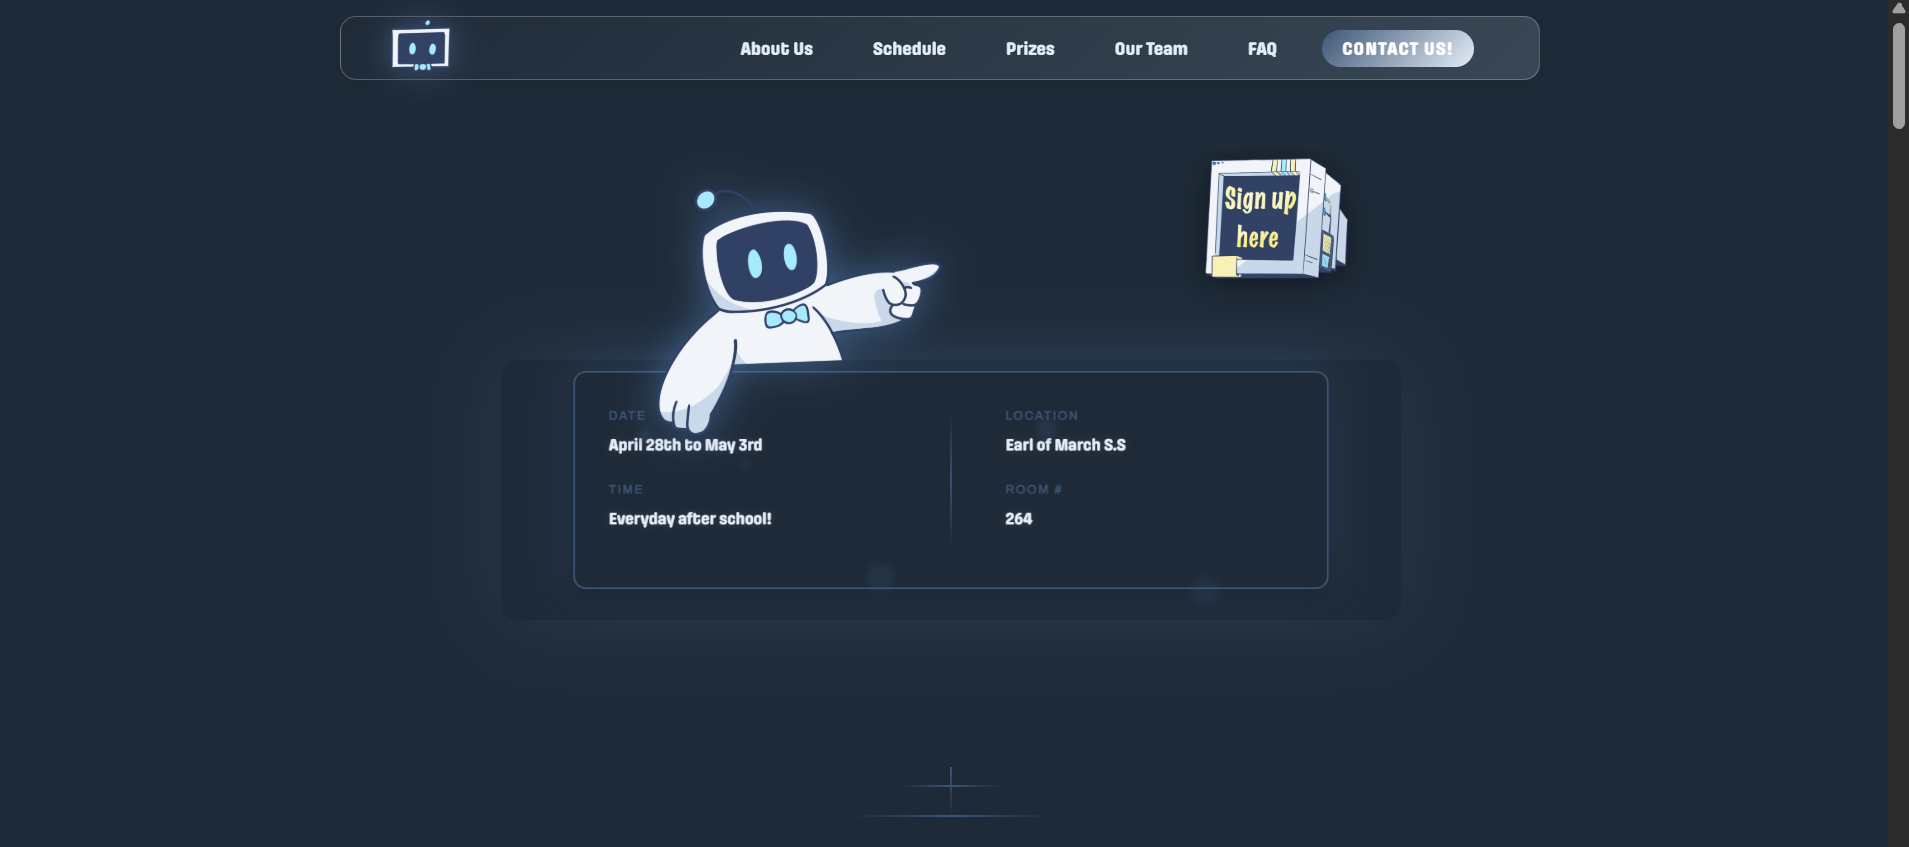 About Us Schedule Prizes Our Team FAQ CONTACT US!
Sign up
here
DATE
April 28th to May 3rd
LOCATION
Earl of March S.S
TIME
Everyday after school!
ROOM #
264